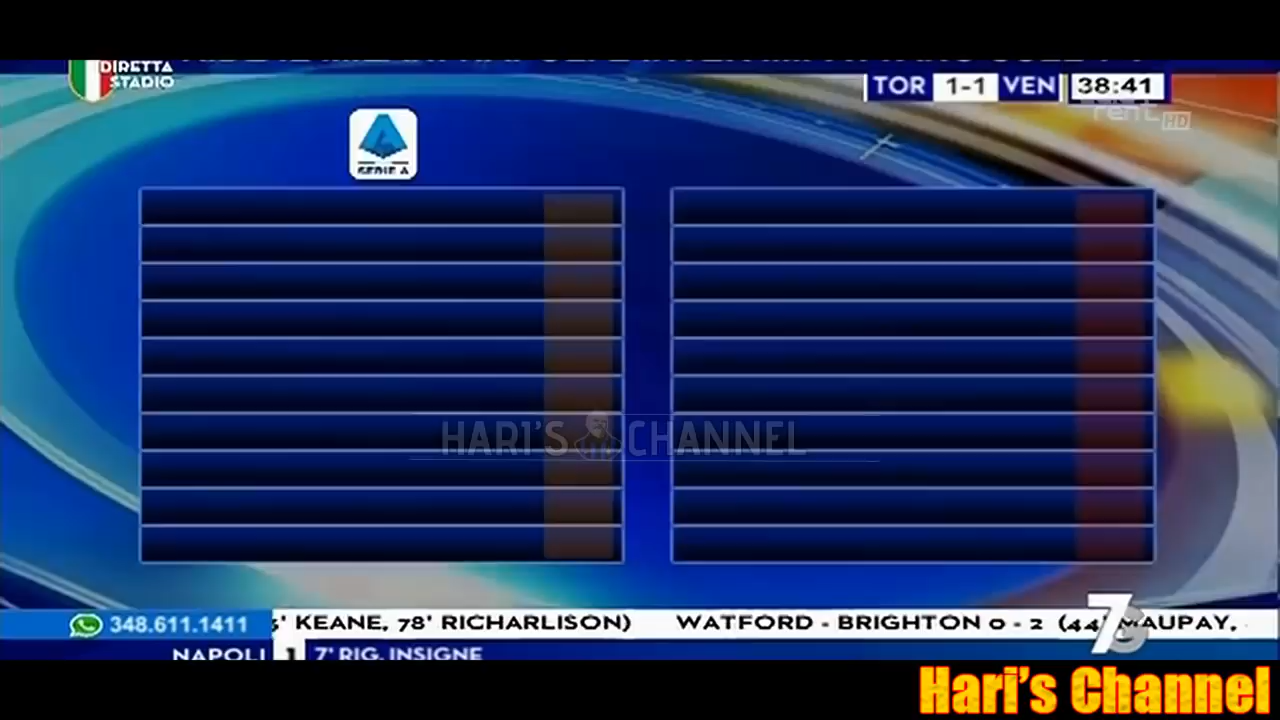 DIRETTA
STADIO
TOR 1-1 VEN 38:41
HD
SERIE A
HARI'S CHANNEL
348.611.1411 ' KEANE, 78' RICHARLISON) WATFORD - BRIGHTON 0 - 2 (44' MAUPAY,
7
NAPOLI 1 7' RIG. INSIGNE
Hari's Channel